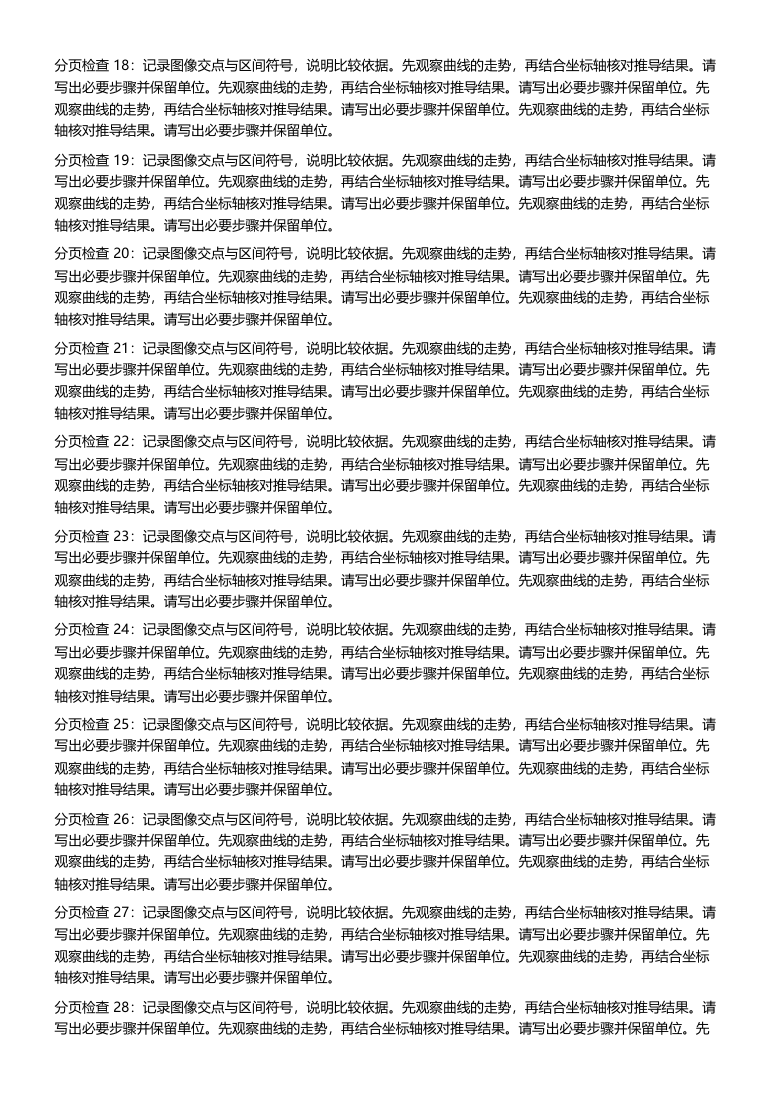 分页检查 18：记录图像交点与区间符号，说明比较依据。先观察曲线的走势，再结合坐标轴核对推导结果。请
写出必要步骤并保留单位。先观察曲线的走势，再结合坐标轴核对推导结果。请写出必要步骤并保留单位。先
观察曲线的走势，再结合坐标轴核对推导结果。请写出必要步骤并保留单位。先观察曲线的走势，再结合坐标
轴核对推导结果。请写出必要步骤并保留单位。
分页检查 19：记录图像交点与区间符号，说明比较依据。先观察曲线的走势，再结合坐标轴核对推导结果。请
写出必要步骤并保留单位。先观察曲线的走势，再结合坐标轴核对推导结果。请写出必要步骤并保留单位。先
观察曲线的走势，再结合坐标轴核对推导结果。请写出必要步骤并保留单位。先观察曲线的走势，再结合坐标
轴核对推导结果。请写出必要步骤并保留单位。
分页检查 20：记录图像交点与区间符号，说明比较依据。先观察曲线的走势，再结合坐标轴核对推导结果。请
写出必要步骤并保留单位。先观察曲线的走势，再结合坐标轴核对推导结果。请写出必要步骤并保留单位。先
观察曲线的走势，再结合坐标轴核对推导结果。请写出必要步骤并保留单位。先观察曲线的走势，再结合坐标
轴核对推导结果。请写出必要步骤并保留单位。
分页检查 21：记录图像交点与区间符号，说明比较依据。先观察曲线的走势，再结合坐标轴核对推导结果。请
写出必要步骤并保留单位。先观察曲线的走势，再结合坐标轴核对推导结果。请写出必要步骤并保留单位。先
观察曲线的走势，再结合坐标轴核对推导结果。请写出必要步骤并保留单位。先观察曲线的走势，再结合坐标
轴核对推导结果。请写出必要步骤并保留单位。
分页检查 22：记录图像交点与区间符号，说明比较依据。先观察曲线的走势，再结合坐标轴核对推导结果。请
写出必要步骤并保留单位。先观察曲线的走势，再结合坐标轴核对推导结果。请写出必要步骤并保留单位。先
观察曲线的走势，再结合坐标轴核对推导结果。请写出必要步骤并保留单位。先观察曲线的走势，再结合坐标
轴核对推导结果。请写出必要步骤并保留单位。
分页检查 23：记录图像交点与区间符号，说明比较依据。先观察曲线的走势，再结合坐标轴核对推导结果。请
写出必要步骤并保留单位。先观察曲线的走势，再结合坐标轴核对推导结果。请写出必要步骤并保留单位。先
观察曲线的走势，再结合坐标轴核对推导结果。请写出必要步骤并保留单位。先观察曲线的走势，再结合坐标
轴核对推导结果。请写出必要步骤并保留单位。
分页检查 24：记录图像交点与区间符号，说明比较依据。先观察曲线的走势，再结合坐标轴核对推导结果。请
写出必要步骤并保留单位。先观察曲线的走势，再结合坐标轴核对推导结果。请写出必要步骤并保留单位。先
观察曲线的走势，再结合坐标轴核对推导结果。请写出必要步骤并保留单位。先观察曲线的走势，再结合坐标
轴核对推导结果。请写出必要步骤并保留单位。
分页检查 25：记录图像交点与区间符号，说明比较依据。先观察曲线的走势，再结合坐标轴核对推导结果。请
写出必要步骤并保留单位。先观察曲线的走势，再结合坐标轴核对推导结果。请写出必要步骤并保留单位。先
观察曲线的走势，再结合坐标轴核对推导结果。请写出必要步骤并保留单位。先观察曲线的走势，再结合坐标
轴核对推导结果。请写出必要步骤并保留单位。
分页检查 26：记录图像交点与区间符号，说明比较依据。先观察曲线的走势，再结合坐标轴核对推导结果。请
写出必要步骤并保留单位。先观察曲线的走势，再结合坐标轴核对推导结果。请写出必要步骤并保留单位。先
观察曲线的走势，再结合坐标轴核对推导结果。请写出必要步骤并保留单位。先观察曲线的走势，再结合坐标
轴核对推导结果。请写出必要步骤并保留单位。
分页检查 27：记录图像交点与区间符号，说明比较依据。先观察曲线的走势，再结合坐标轴核对推导结果。请
写出必要步骤并保留单位。先观察曲线的走势，再结合坐标轴核对推导结果。请写出必要步骤并保留单位。先
观察曲线的走势，再结合坐标轴核对推导结果。请写出必要步骤并保留单位。先观察曲线的走势，再结合坐标
轴核对推导结果。请写出必要步骤并保留单位。
分页检查 28：记录图像交点与区间符号，说明比较依据。先观察曲线的走势，再结合坐标轴核对推导结果。请
写出必要步骤并保留单位。先观察曲线的走势，再结合坐标轴核对推导结果。请写出必要步骤并保留单位。先